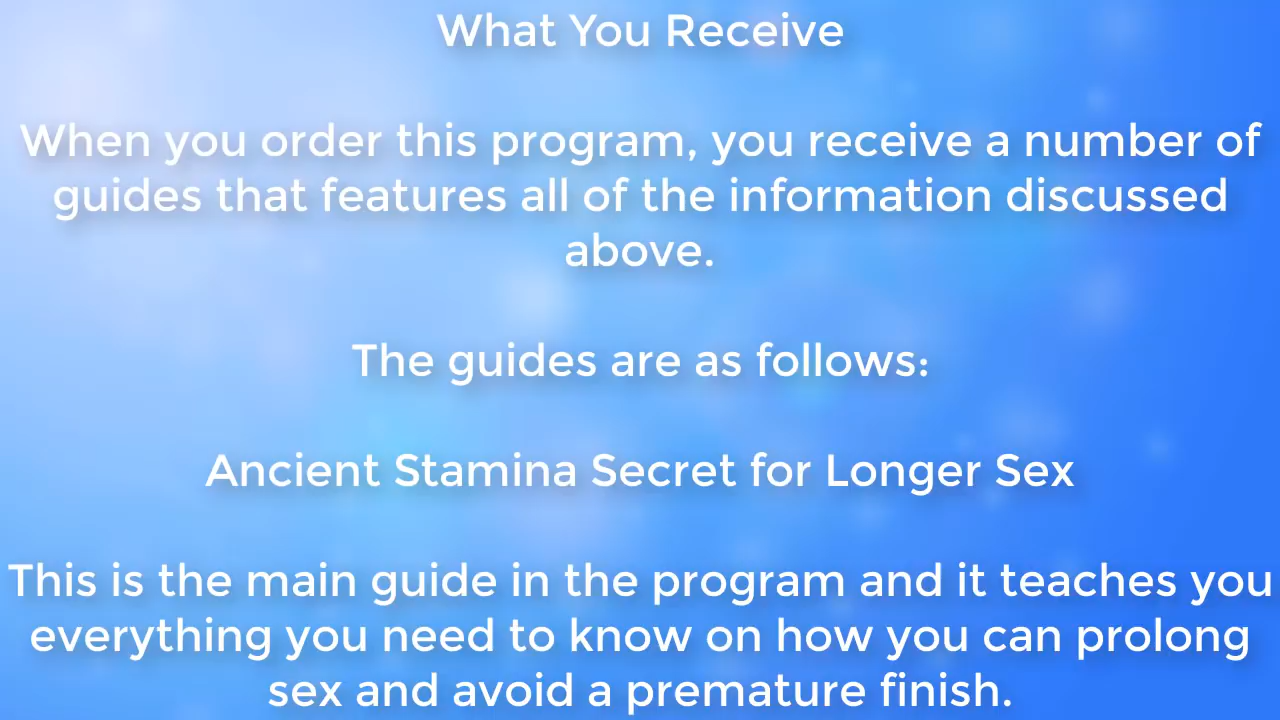 What You Receive
When you order this program, you receive a number of
guides that features all of the information discussed
above.
The guides are as follows:
Ancient Stamina Secret for Longer Sex
This is the main guide in the program and it teaches you
everything you need to know on how you can prolong
sex and avoid a premature finish.